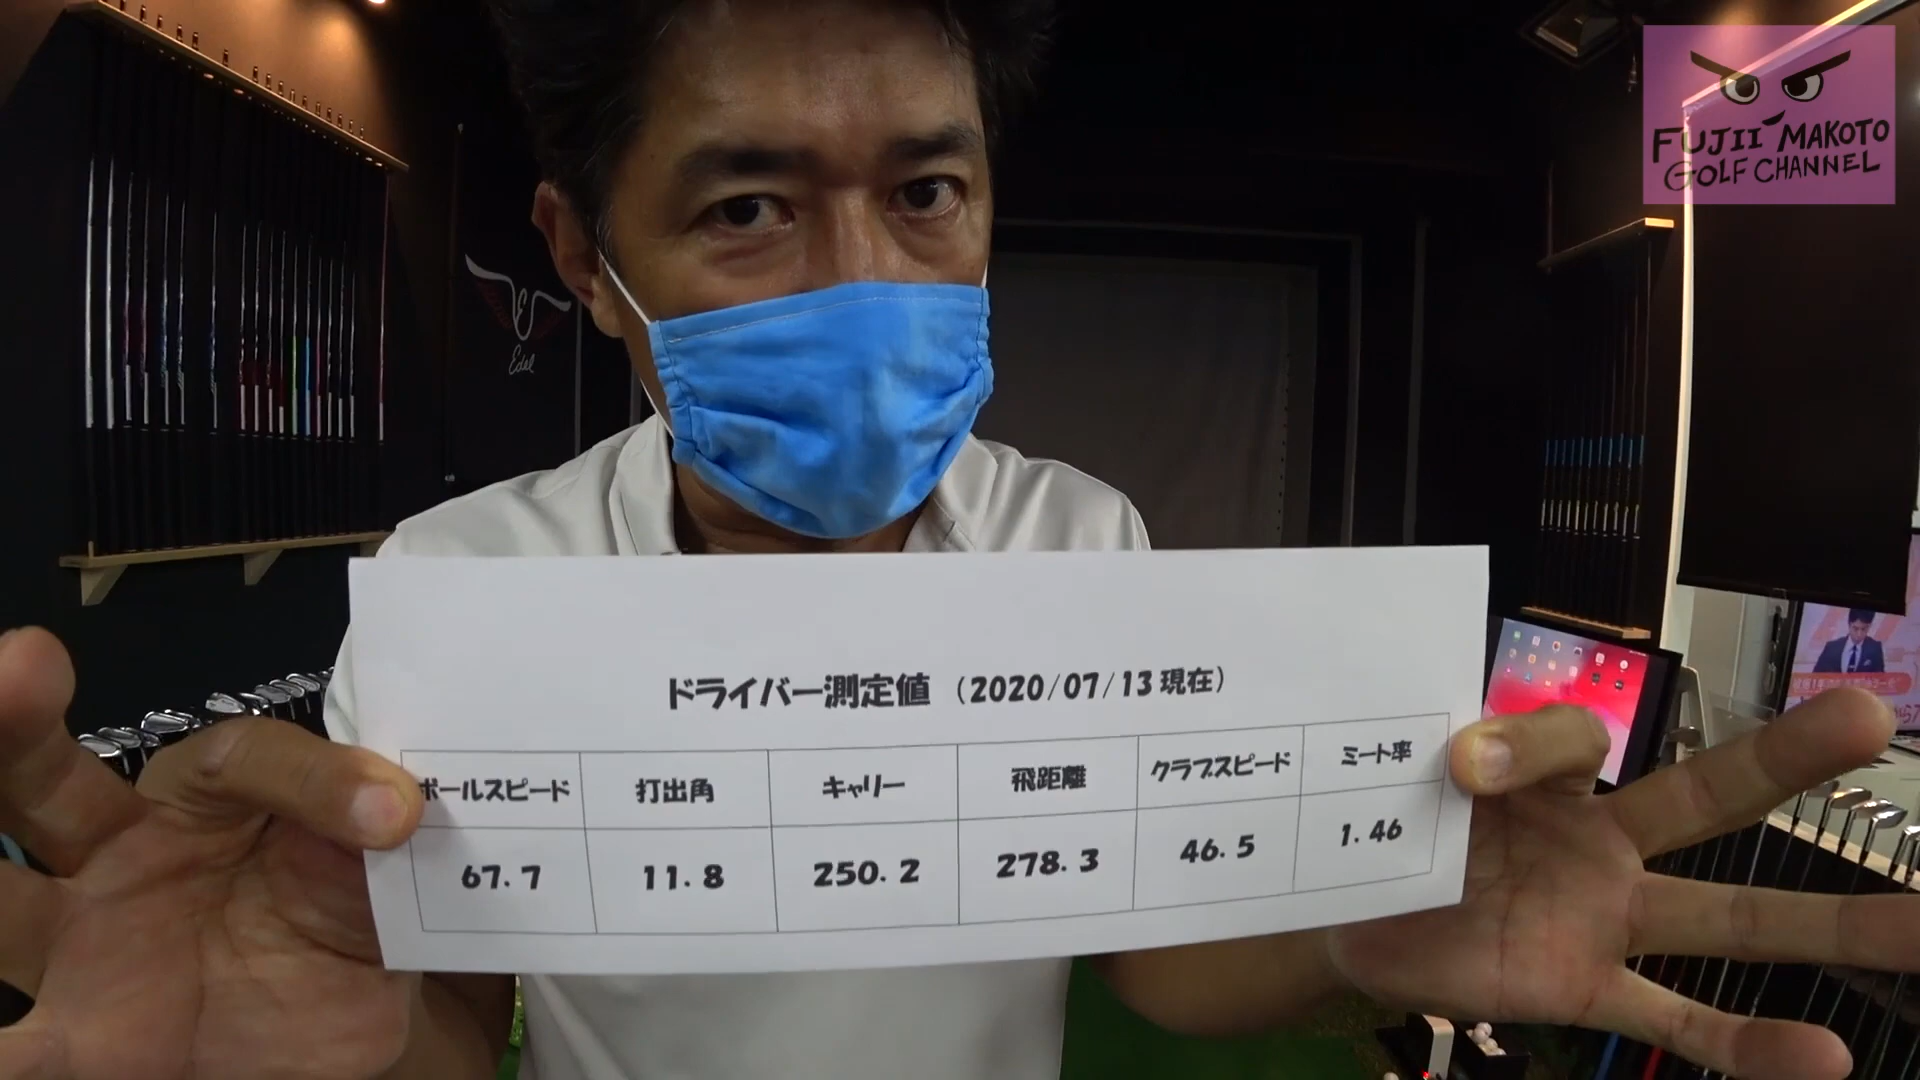 FUJII MAKOTO
GOLF CHANNEL
Edel
ドライバー測定値 (2020/07/13現在)
ボールスピード 打出角 キャリー 飛距離 クラブスピード ミート率
67.7 11.8 250.2 278.3 46.5 1.46